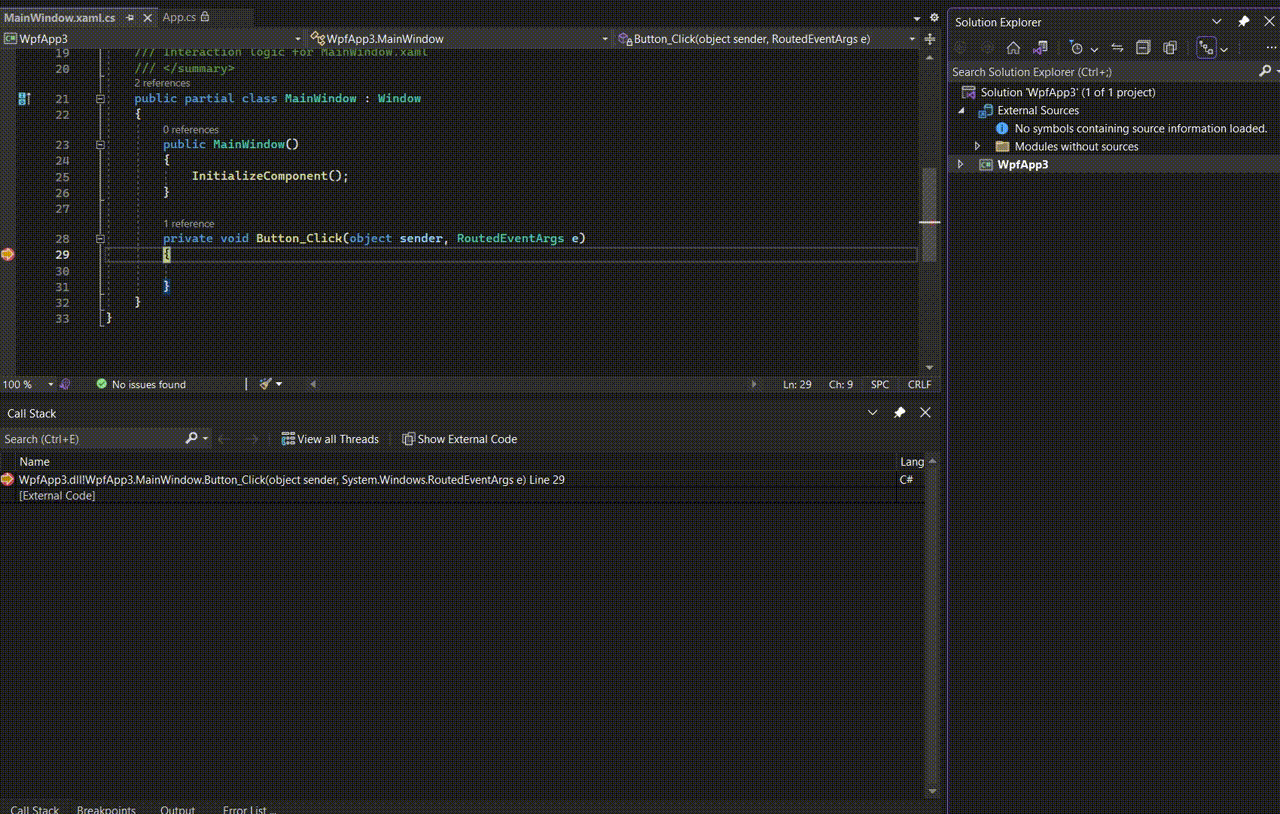 MainWindow.xaml.cs App.cs
WpfApp3 WpfApp3.MainWindow Button_Click(object sender, RoutedEventArgs e)
19 /// Interaction logic for MainWindow.xaml
20 /// </summary>
2 references
21 public partial class MainWindow : Window
22 {
0 references
23 public MainWindow()
24 {
25 InitializeComponent();
26 }
27
1 reference
28 private void Button_Click(object sender, RoutedEventArgs e)
29 {
30
31 }
32 }
33 }
100 % No issues found Ln: 29 Ch: 9 SPC CRLF
Call Stack
Search (Ctrl+E) View all Threads Show External Code
Name Lang
WpfApp3.dll!WpfApp3.MainWindow.Button_Click(object sender, System.Windows.RoutedEventArgs e) Line 29 C#
[External Code]
Call Stack Breakpoints Output Error List ...
Solution Explorer
Search Solution Explorer (Ctrl+;)
Solution 'WpfApp3' (1 of 1 project)
External Sources
No symbols containing source information loaded.
Modules without sources
WpfApp3